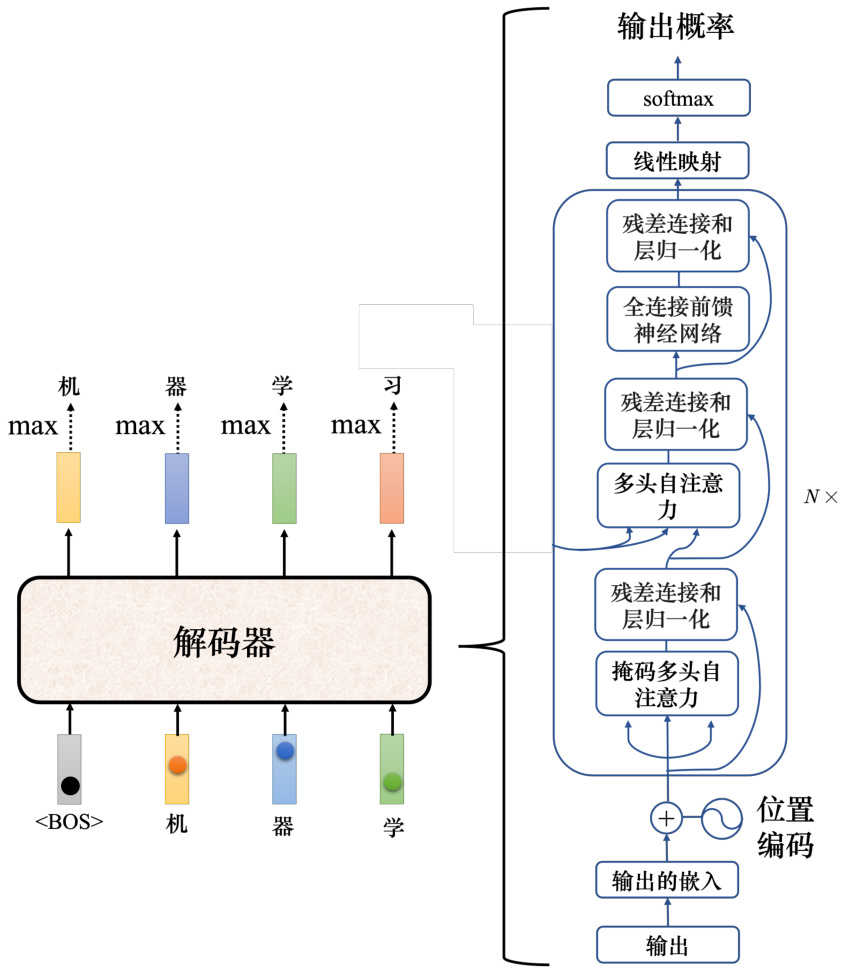 机 器 学 习
max max max max
解码器
<BOS> 机 器 学
输出概率
softmax
线性映射
残差连接和
层归一化
全连接前馈
神经网络
残差连接和
层归一化
多头自注意
力
N×
残差连接和
层归一化
掩码多头自
注意力
+
位置
编码
输出的嵌入
输出